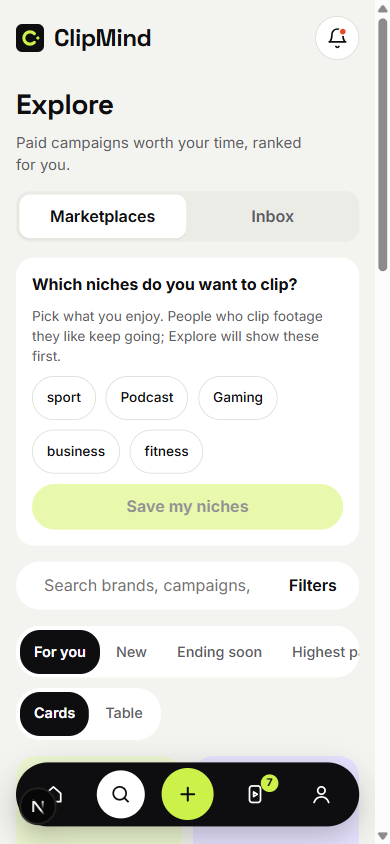 ClipMind
Explore
Paid campaigns worth your time, ranked
for you.
Marketplaces
Inbox
Which niches do you want to clip?
Pick what you enjoy. People who clip footage
they like keep going; Explore will show these
first.
sport
Podcast
Gaming
business
fitness
Save my niches
Search brands, campaigns,
Filters
For you
New
Ending soon
Highest
Cards
Table
7
N